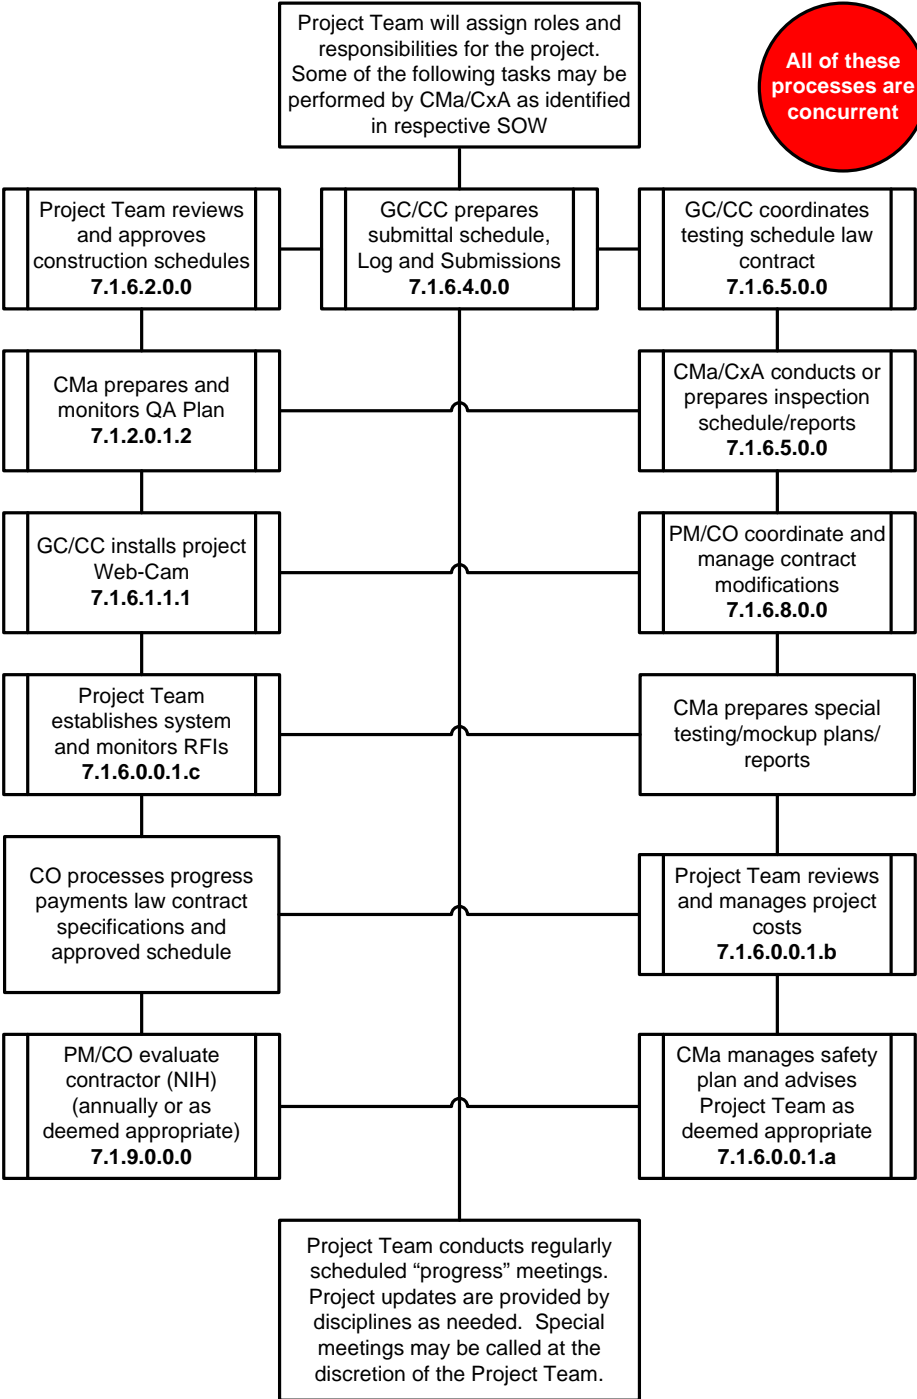 Project Team will assign roles and
responsibilities for the project.
Some of the following tasks may be
performed by CMa/CxA as identified
in respective SOW
All of these
processes are
concurrent
Project Team reviews
and approves
construction schedules
7.1.6.2.0.0
GC/CC prepares
submittal schedule,
Log and Submissions
7.1.6.4.0.0
GC/CC coordinates
testing schedule law
contract
7.1.6.5.0.0
CMa prepares and
monitors QA Plan
7.1.2.0.1.2
CMa/CxA conducts or
prepares inspection
schedule/reports
7.1.6.5.0.0
GC/CC installs project
Web-Cam
7.1.6.1.1.1
PM/CO coordinate and
manage contract
modifications
7.1.6.8.0.0
Project Team
establishes system
and monitors RFIs
7.1.6.0.0.1.c
CMa prepares special
testing/mockup plans/
reports
CO processes progress
payments law contract
specifications and
approved schedule
Project Team reviews
and manages project
costs
7.1.6.0.0.1.b
PM/CO evaluate
contractor (NIH)
(annually or as
deemed appropriate)
7.1.9.0.0.0
CMa manages safety
plan and advises
Project Team as
deemed appropriate
7.1.6.0.0.1.a
Project Team conducts regularly
scheduled “progress” meetings.
Project updates are provided by
disciplines as needed.  Special
meetings may be called at the
discretion of the Project Team.